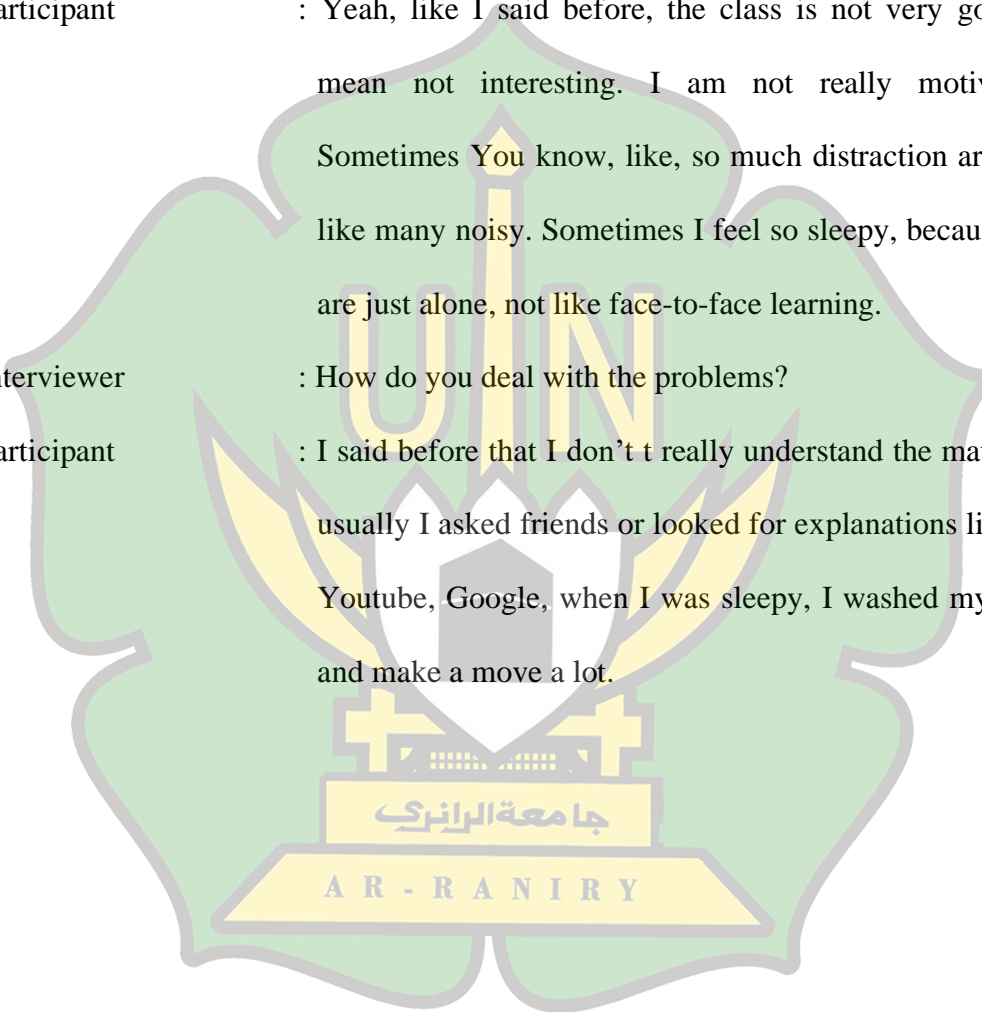 articipant : Yeah, like I said before, the class is not very go
mean not interesting. I am not really motiv
Sometimes You know, like, so much distraction ar
like many noisy. Sometimes I feel so sleepy, becau
are just alone, not like face-to-face learning.
nterviewer : How do you deal with the problems?
articipant : I said before that I don’t t really understand the ma
usually I asked friends or looked for explanations li
Youtube, Google, when I was sleepy, I washed my
and make a move a lot.
UIN
جامعة الرانري
AR-RANIRY